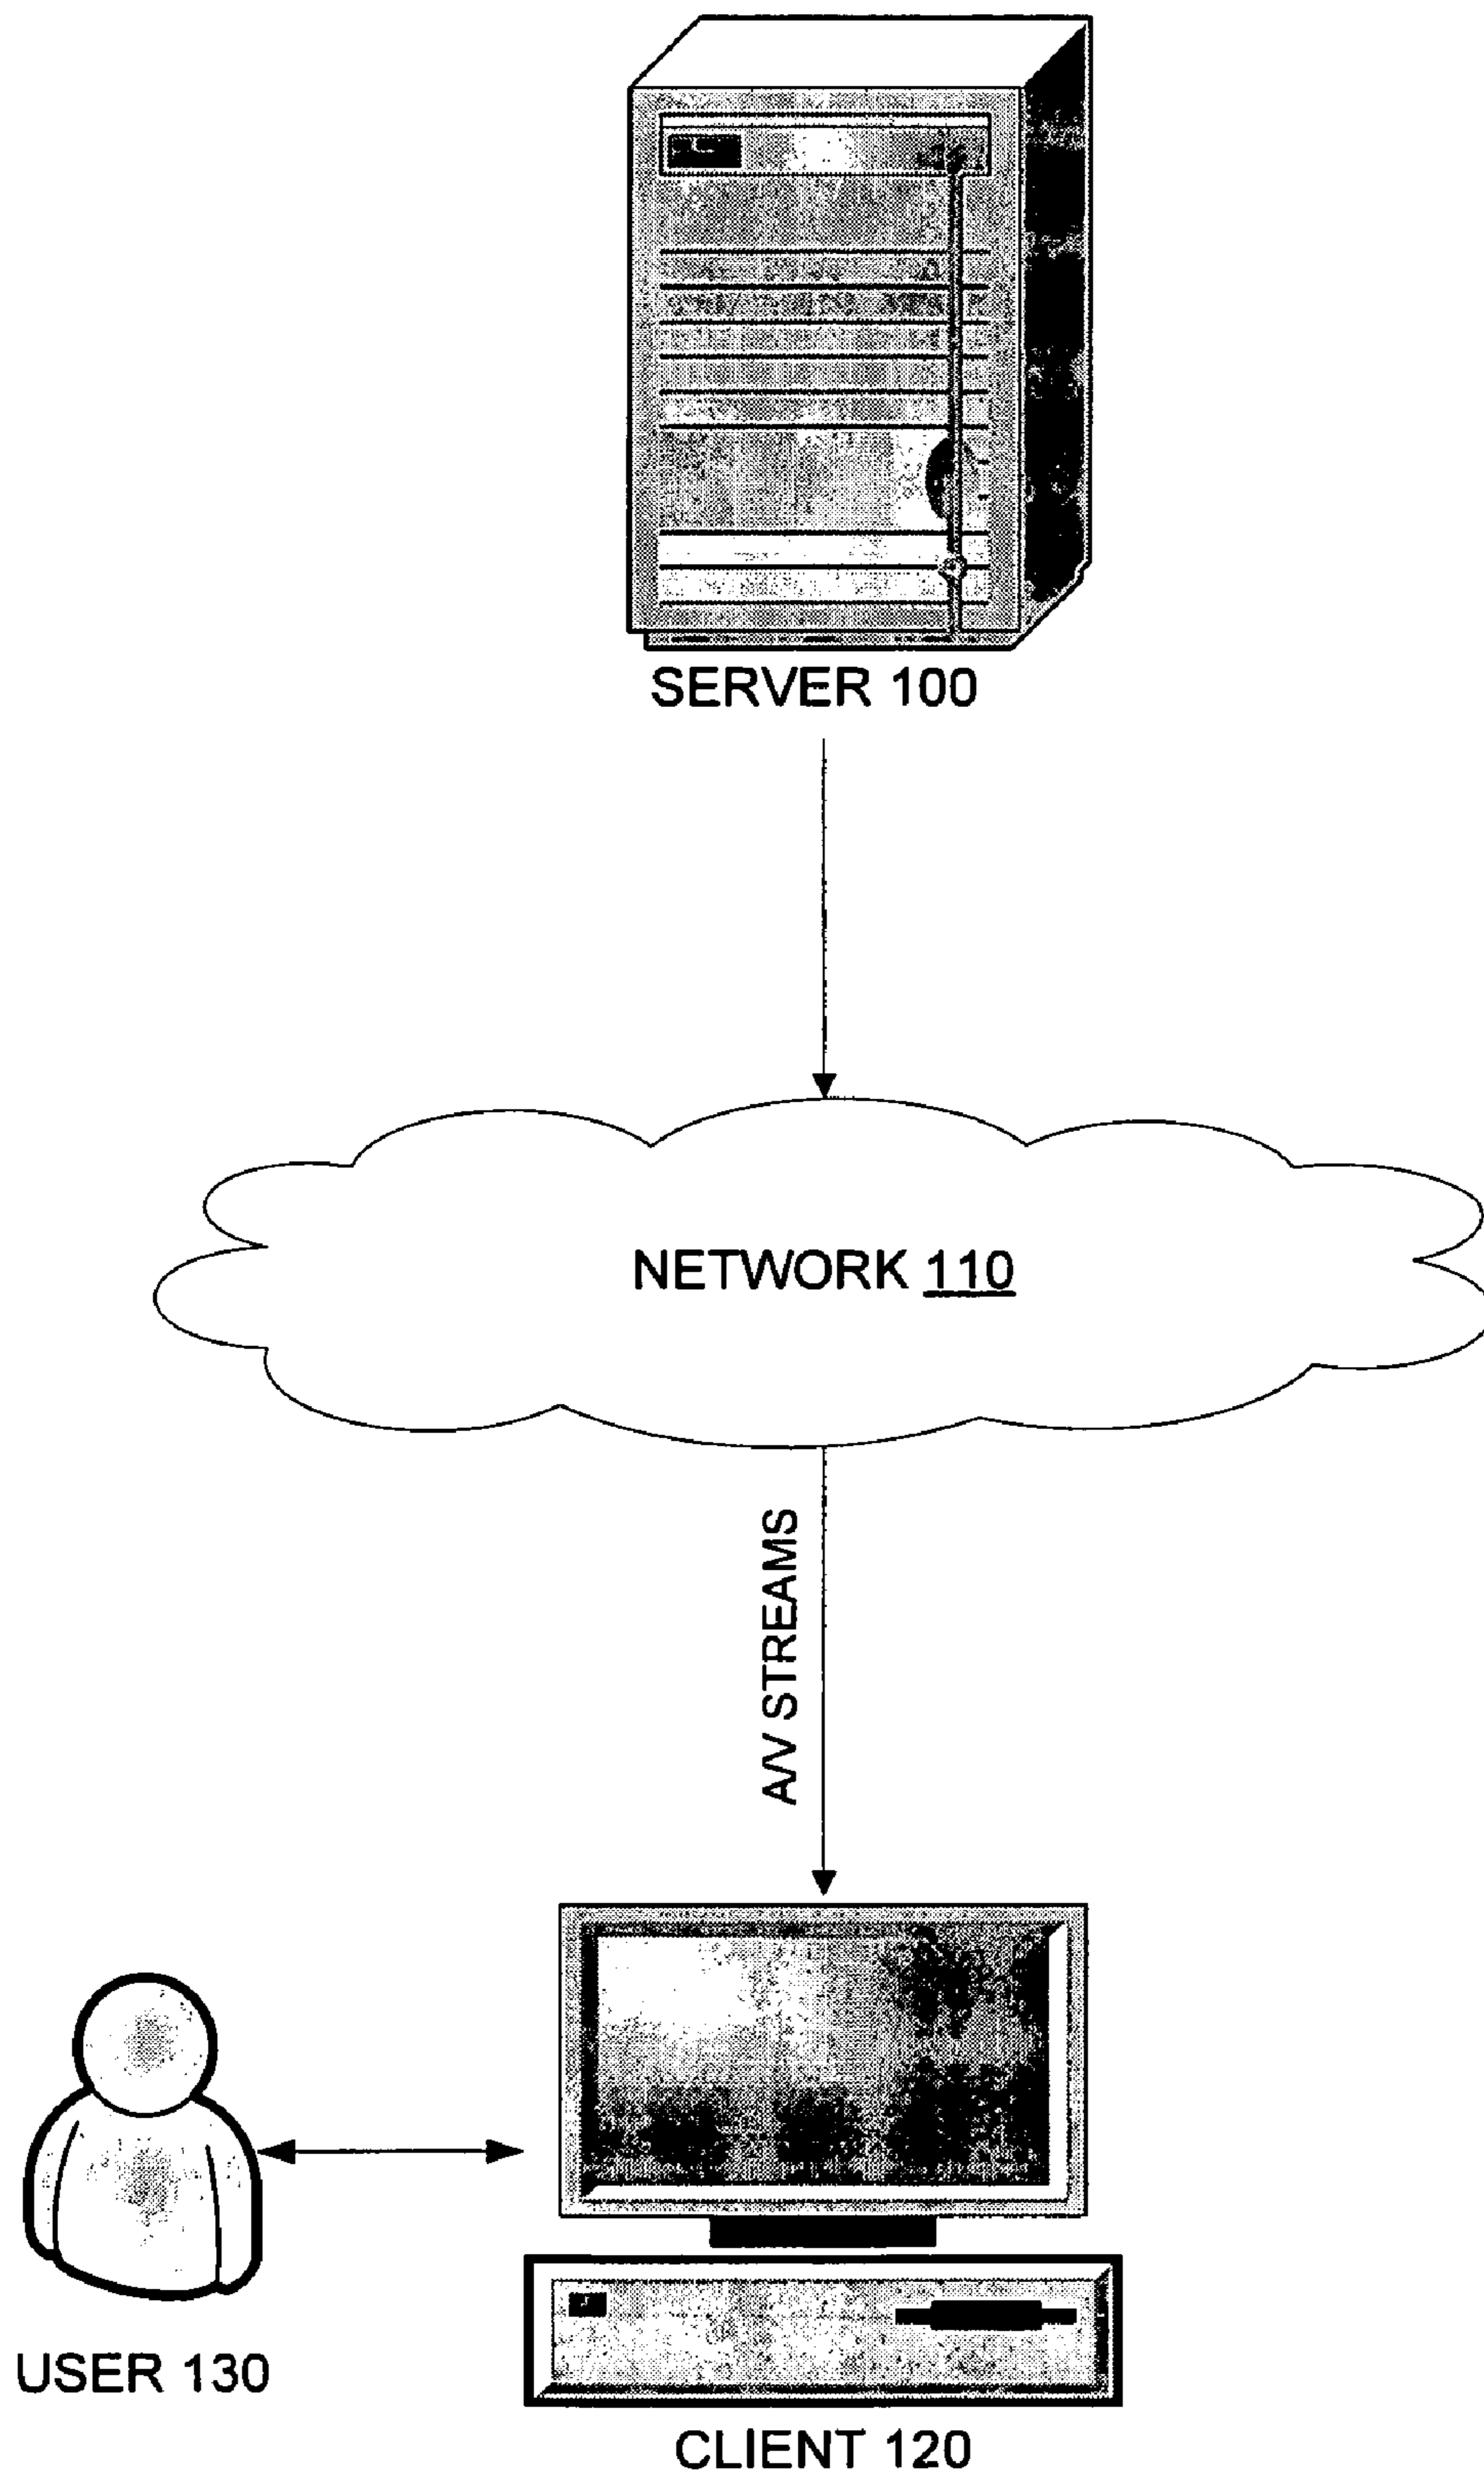 SERVER 100
NETWORK 110
A/V STREAMS
USER 130
CLIENT 120